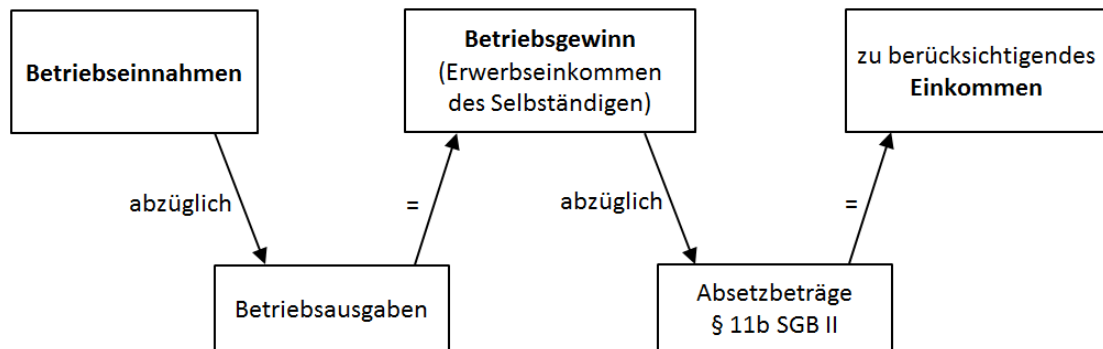 Betriebseinnahmen
abzüglich
Betriebsausgaben
=
Betriebsgewinn
(Erwerbseinkommen
des Selbständigen)
abzüglich
Absetzbeträge
§ 11b SGB II
=
zu berücksichtigendes
Einkommen